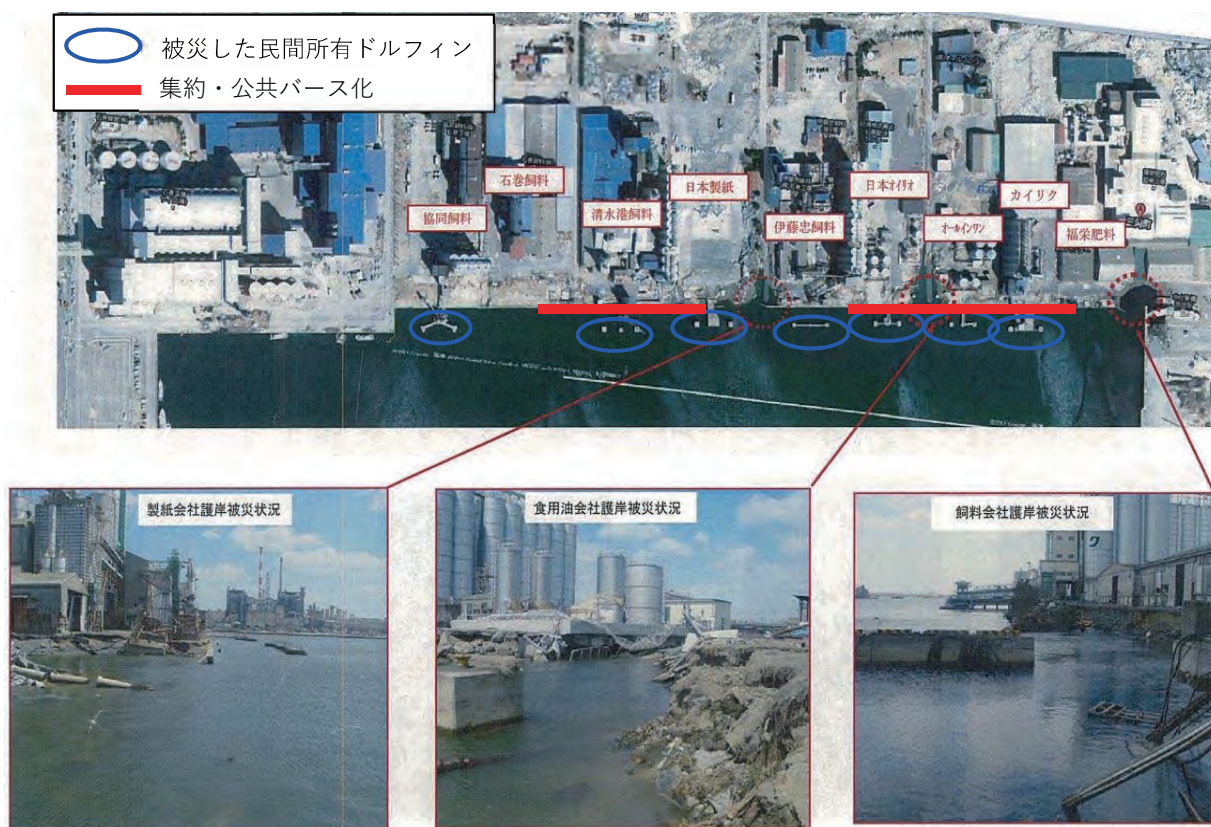 被災した民間所有ドルフィン
集約・公共バース化
協同飼料
石巻飼料
清水港飼料
日本製紙
伊藤忠飼料
日本オイリオ
オールインワン
カイリク
福栄肥料
製紙会社護岸被災状況
食用油会社護岸被災状況
飼料会社護岸被災状況
ク